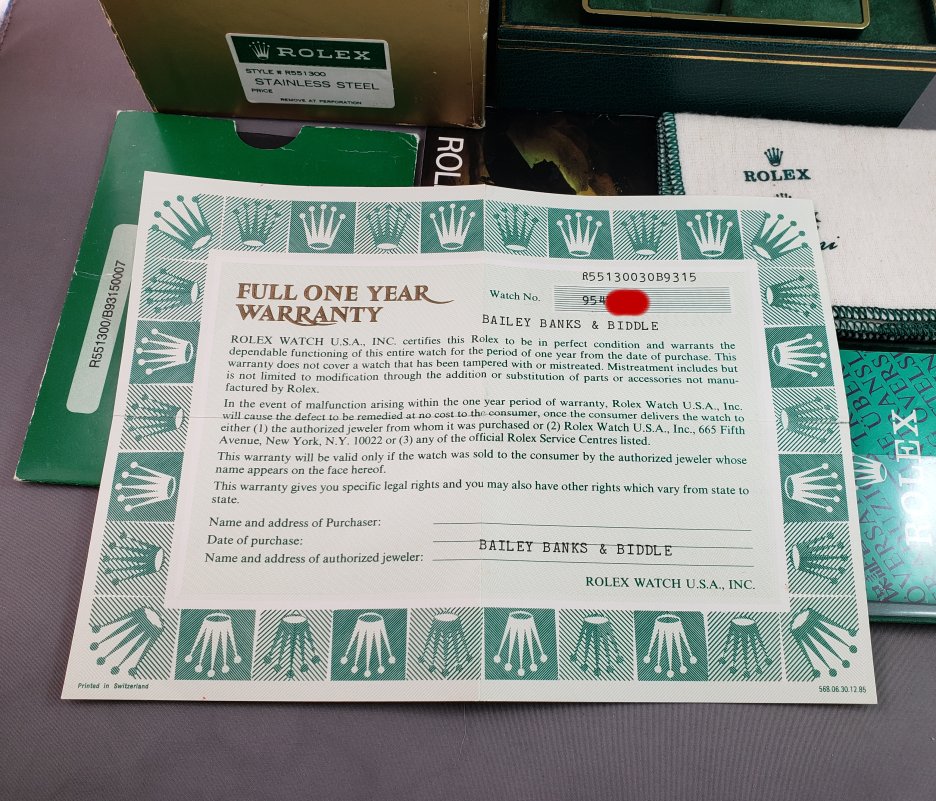 ROLEX
STYLE # R551300
STAINLESS STEEL
PRICE
REMOVE AT PERFORATION
ROL
ROLEX
R551300/B93150007
R55130030B9315
Watch No.
954
BAILEY BANKS & BIDDLE
FULL ONE YEAR
WARRANTY
ROLEX WATCH U.S.A., INC. certifies this Rolex to be in perfect condition and warrants the
dependable functioning of this entire watch for the period of one year from the date of purchase. This
warranty does not cover a watch that has been tampered with or mistreated. Mistreatment includes but
is not limited to modification through the addition or substitution of parts or accessories not manu-
factured by Rolex.
In the event of malfunction arising within the one year period of warranty, Rolex Watch U.S.A., Inc.
will cause the defect to be remedied at no cost to the consumer, once the consumer delivers the watch to
either (1) the authorized jeweler from whom it was purchased or (2) Rolex Watch U.S.A., Inc., 665 Fifth
Avenue, New York, N.Y. 10022 or (3) any of the official Rolex Service Centres listed.
This warranty will be valid only if the watch was sold to the consumer by the authorized jeweler whose
name appears on the face hereof.
This warranty gives you specific legal rights and you may also have other rights which vary from state to
state.
Name and address of Purchaser:
Date of purchase:
Name and address of authorized jeweler:
BAILEY BANKS & BIDDLE
ROLEX WATCH U.S.A., INC.
Printed in Switzerland
568.06.30.12.85
ROLEX